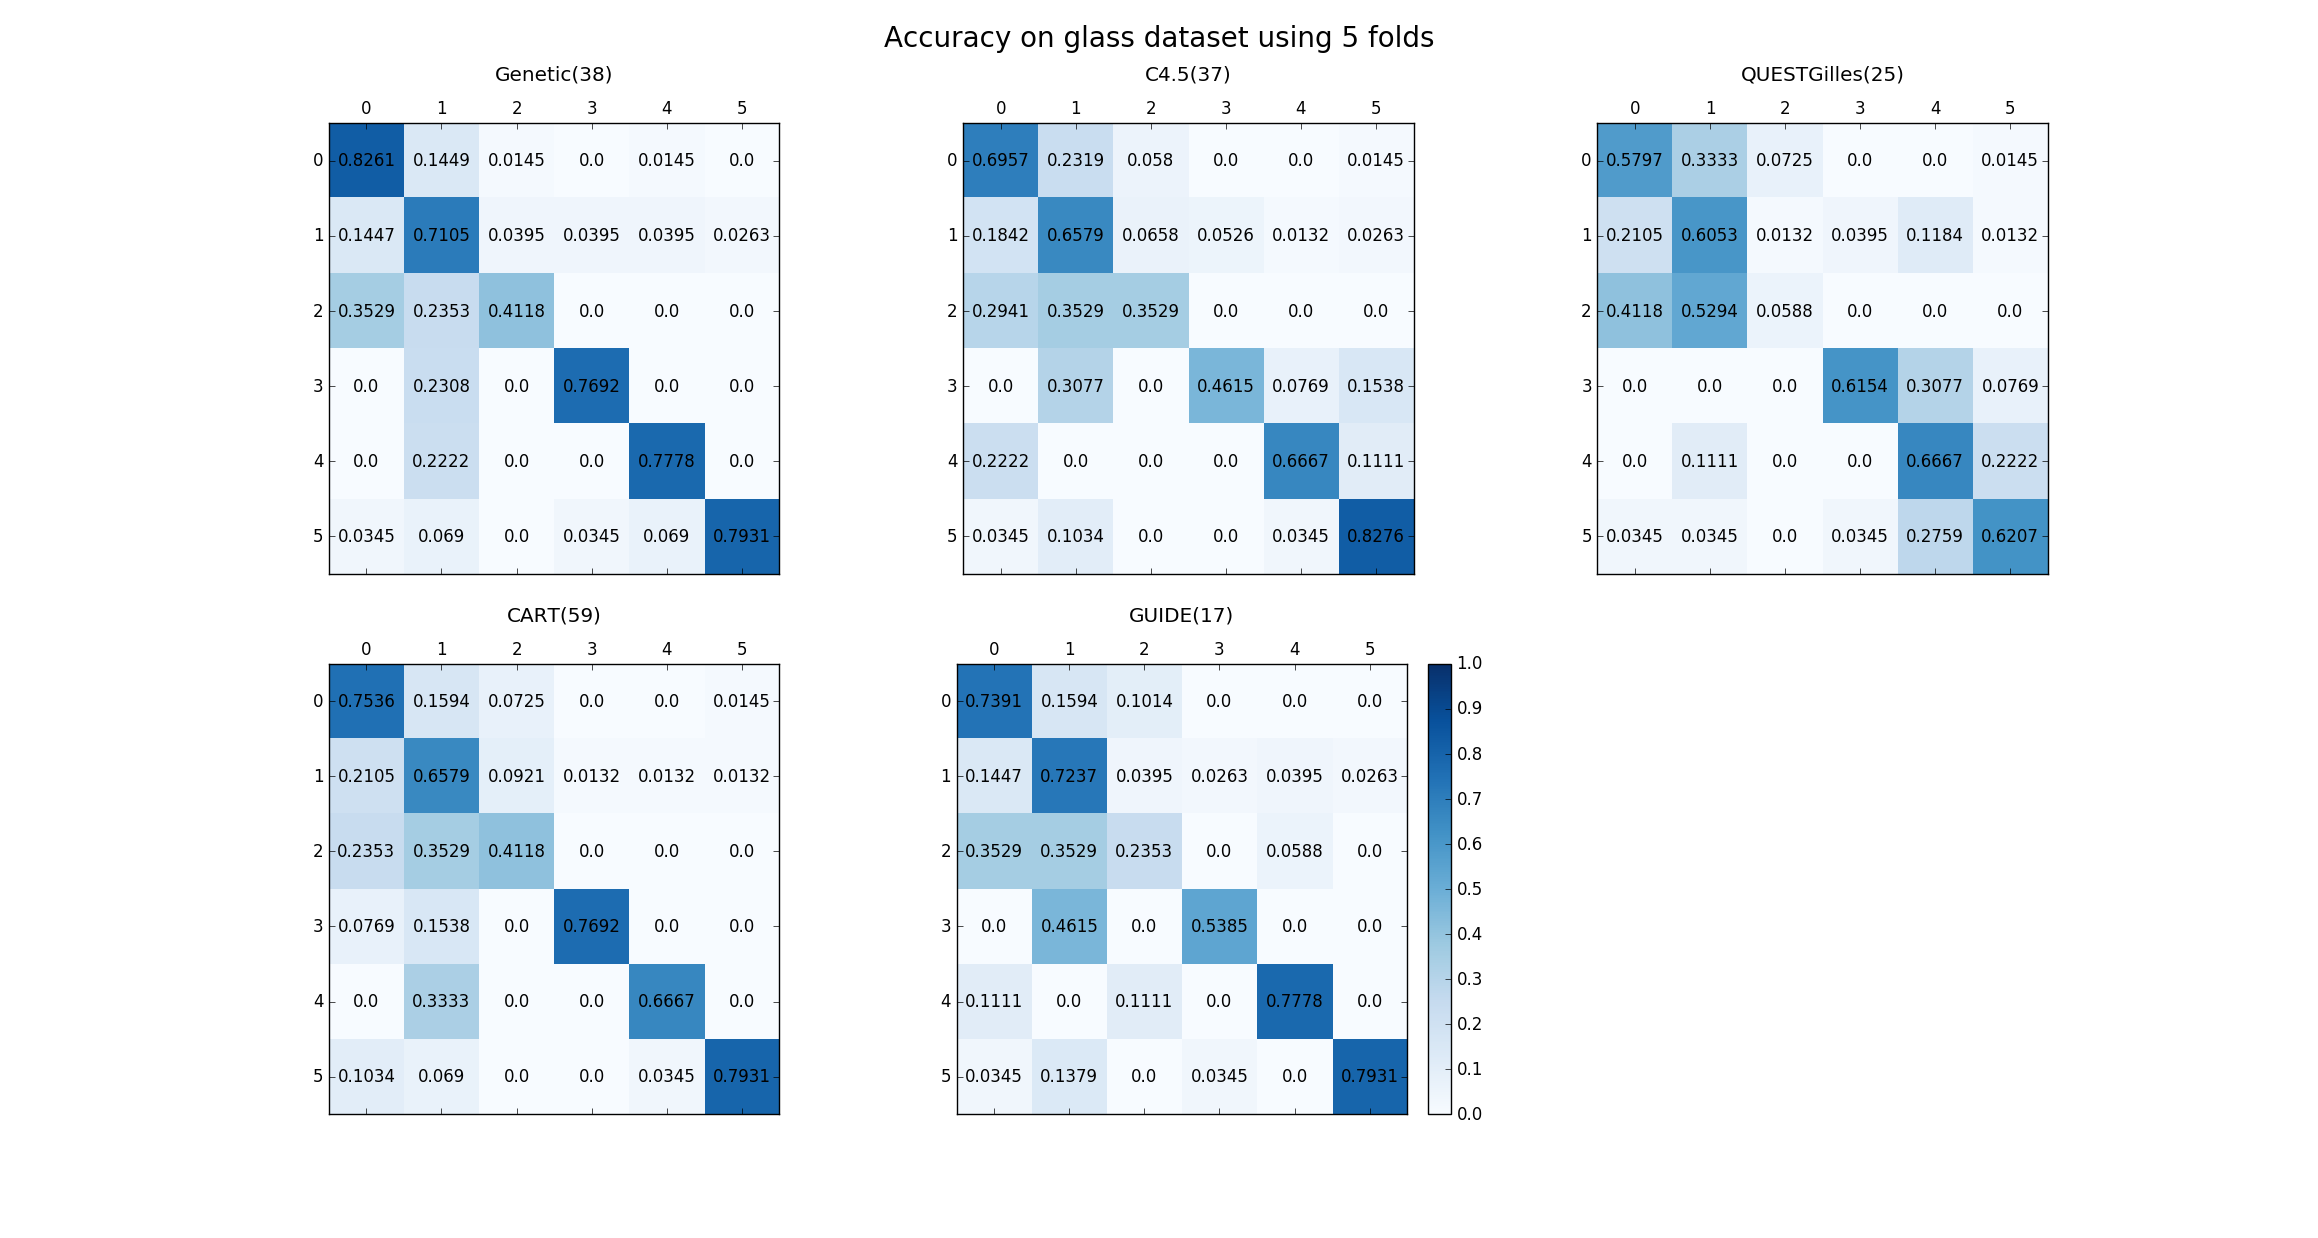 Accuracy on glass dataset using 5 folds
Genetic(38)
0 1 2 3 4 5
0 0.8261 0.1449 0.0145 0.0 0.0145 0.0
1 0.1447 0.7105 0.0395 0.0395 0.0395 0.0263
2 0.3529 0.2353 0.4118 0.0 0.0 0.0
3 0.0 0.2308 0.0 0.7692 0.0 0.0
4 0.0 0.2222 0.0 0.0 0.7778 0.0
5 0.0345 0.069 0.0 0.0345 0.069 0.7931
C4.5(37)
0 1 2 3 4 5
0 0.6957 0.2319 0.058 0.0 0.0 0.0145
1 0.1842 0.6579 0.0658 0.0526 0.0132 0.0263
2 0.2941 0.3529 0.3529 0.0 0.0 0.0
3 0.0 0.3077 0.0 0.4615 0.0769 0.1538
4 0.2222 0.0 0.0 0.0 0.6667 0.1111
5 0.0345 0.1034 0.0 0.0 0.0345 0.8276
QUESTGilles(25)
0 1 2 3 4 5
0 0.5797 0.3333 0.0725 0.0 0.0 0.0145
1 0.2105 0.6053 0.0132 0.0395 0.1184 0.0132
2 0.4118 0.5294 0.0588 0.0 0.0 0.0
3 0.0 0.0 0.0 0.6154 0.3077 0.0769
4 0.0 0.1111 0.0 0.0 0.6667 0.2222
5 0.0345 0.0345 0.0 0.0345 0.2759 0.6207
CART(59)
0 1 2 3 4 5
0 0.7536 0.1594 0.0725 0.0 0.0 0.0145
1 0.2105 0.6579 0.0921 0.0132 0.0132 0.0132
2 0.2353 0.3529 0.4118 0.0 0.0 0.0
3 0.0769 0.1538 0.0 0.7692 0.0 0.0
4 0.0 0.3333 0.0 0.0 0.6667 0.0
5 0.1034 0.069 0.0 0.0 0.0345 0.7931
GUIDE(17)
0 1 2 3 4 5
0 0.7391 0.1594 0.1014 0.0 0.0 0.0
1 0.1447 0.7237 0.0395 0.0263 0.0395 0.0263
2 0.3529 0.3529 0.2353 0.0 0.0588 0.0
3 0.0 0.4615 0.0 0.5385 0.0 0.0
4 0.1111 0.0 0.1111 0.0 0.7778 0.0
5 0.0345 0.1379 0.0 0.0345 0.0 0.7931
1.0
0.9
0.8
0.7
0.6
0.5
0.4
0.3
0.2
0.1
0.0